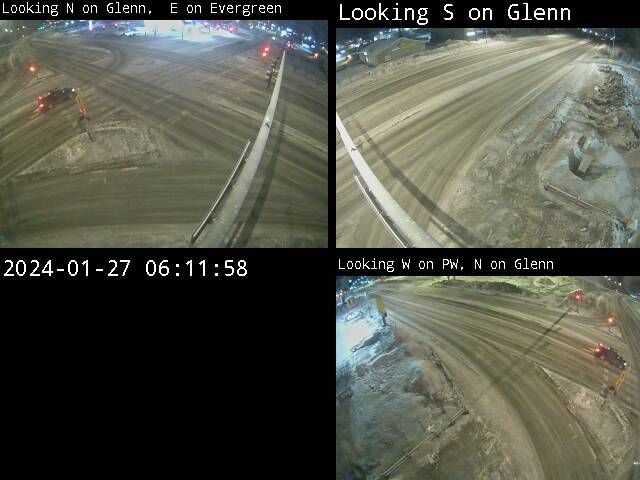 Looking N on Glenn,  E on Evergreen
Looking S on Glenn
2024-01-27 06:11:58
Looking W on PW, N on Glenn